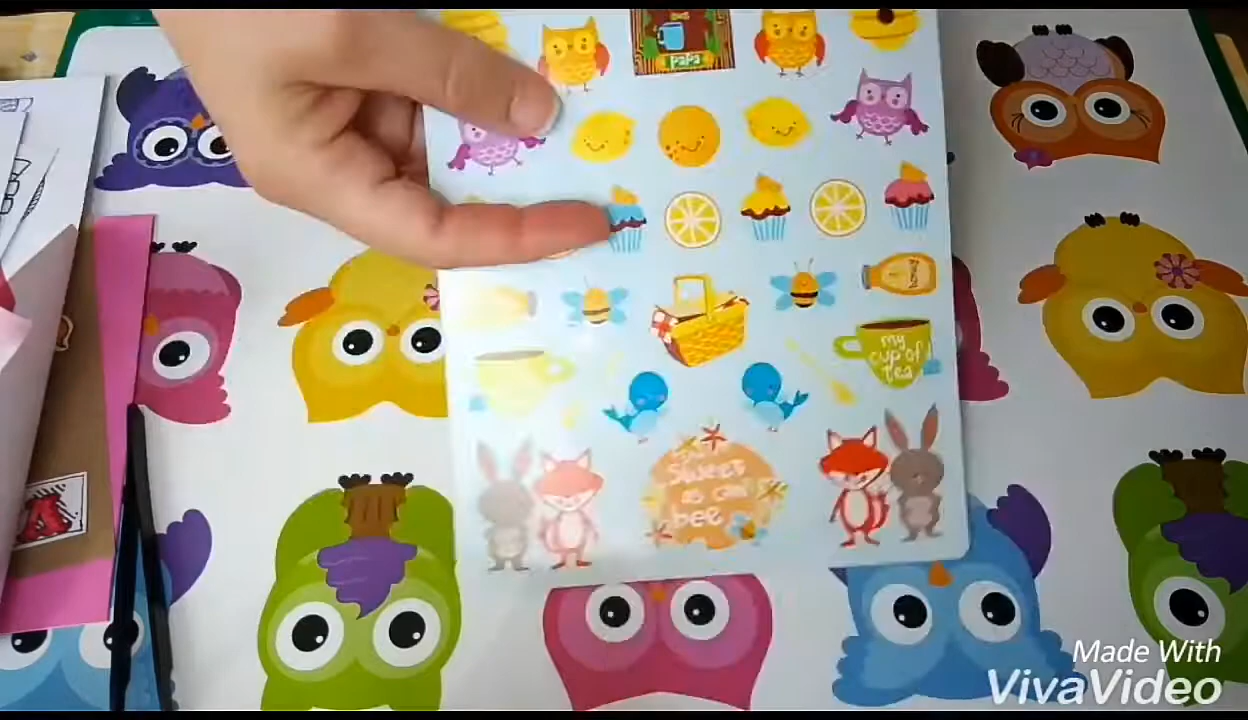 Papa
my
cup of
tea
Sweet
as can
bee
Made With
VivaVideo